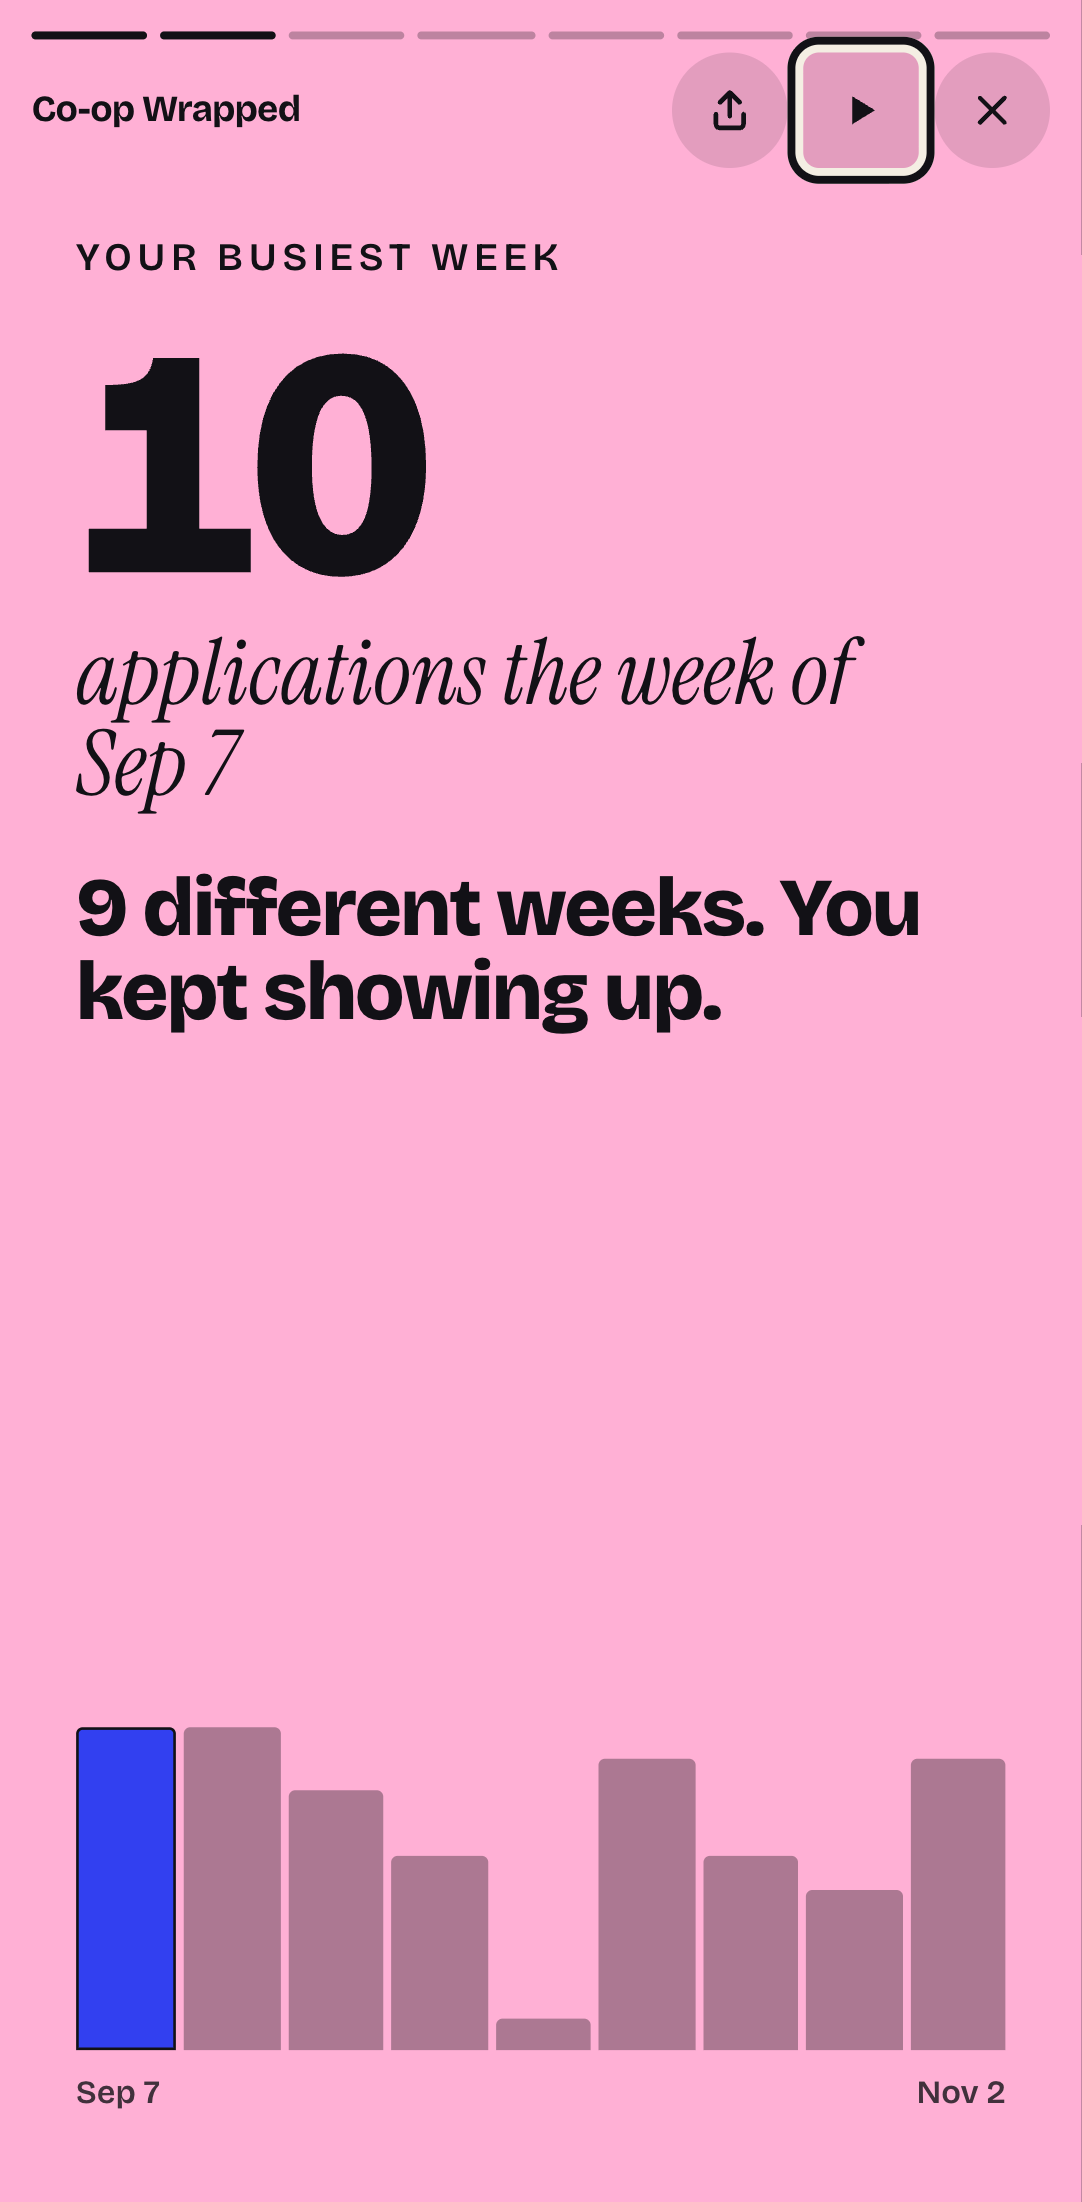 Co-op Wrapped
YOUR BUSIEST WEEK
10
applications the week of
Sep 7
9 different weeks. You
kept showing up.
Sep 7
Nov 2